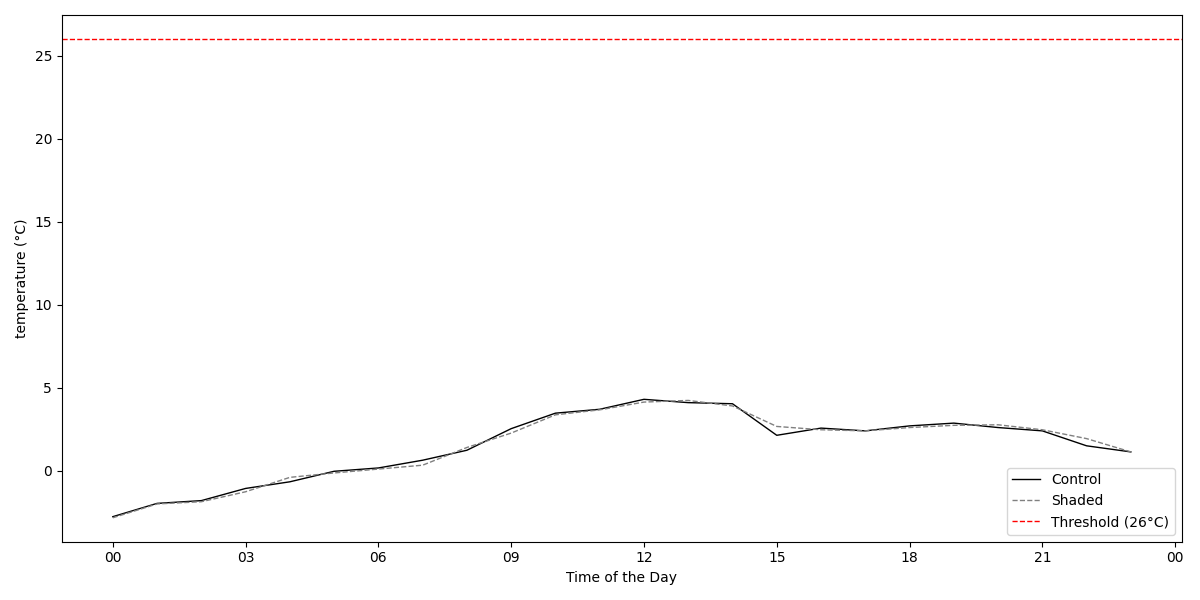 25
20
15
10
5
0
temperature (°C)
00 03 06 09 12 15 18 21 00
Time of the Day
Control
Shaded
Threshold (26°C)